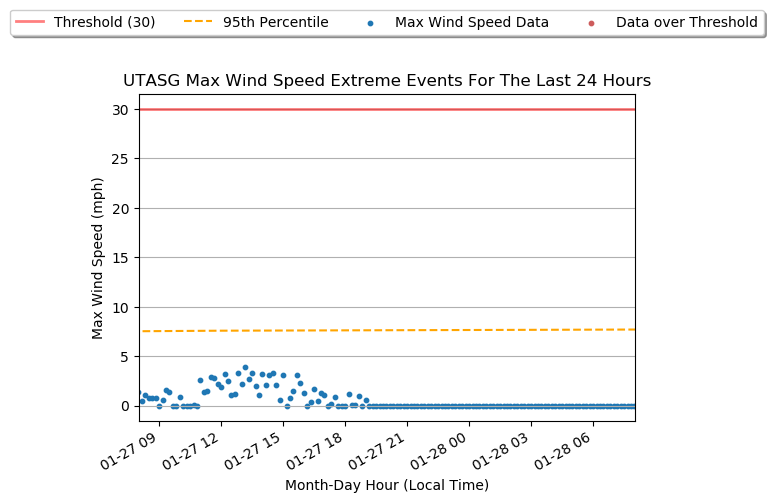 Threshold (30) 95th Percentile Max Wind Speed Data Data over Threshold
UTASG Max Wind Speed Extreme Events For The Last 24 Hours
Max Wind Speed (mph)
30
25
20
15
10
5
0
01-27 09 01-27 12 01-27 15 01-27 18 01-27 21 01-28 00 01-28 03 01-28 06
Month-Day Hour (Local Time)